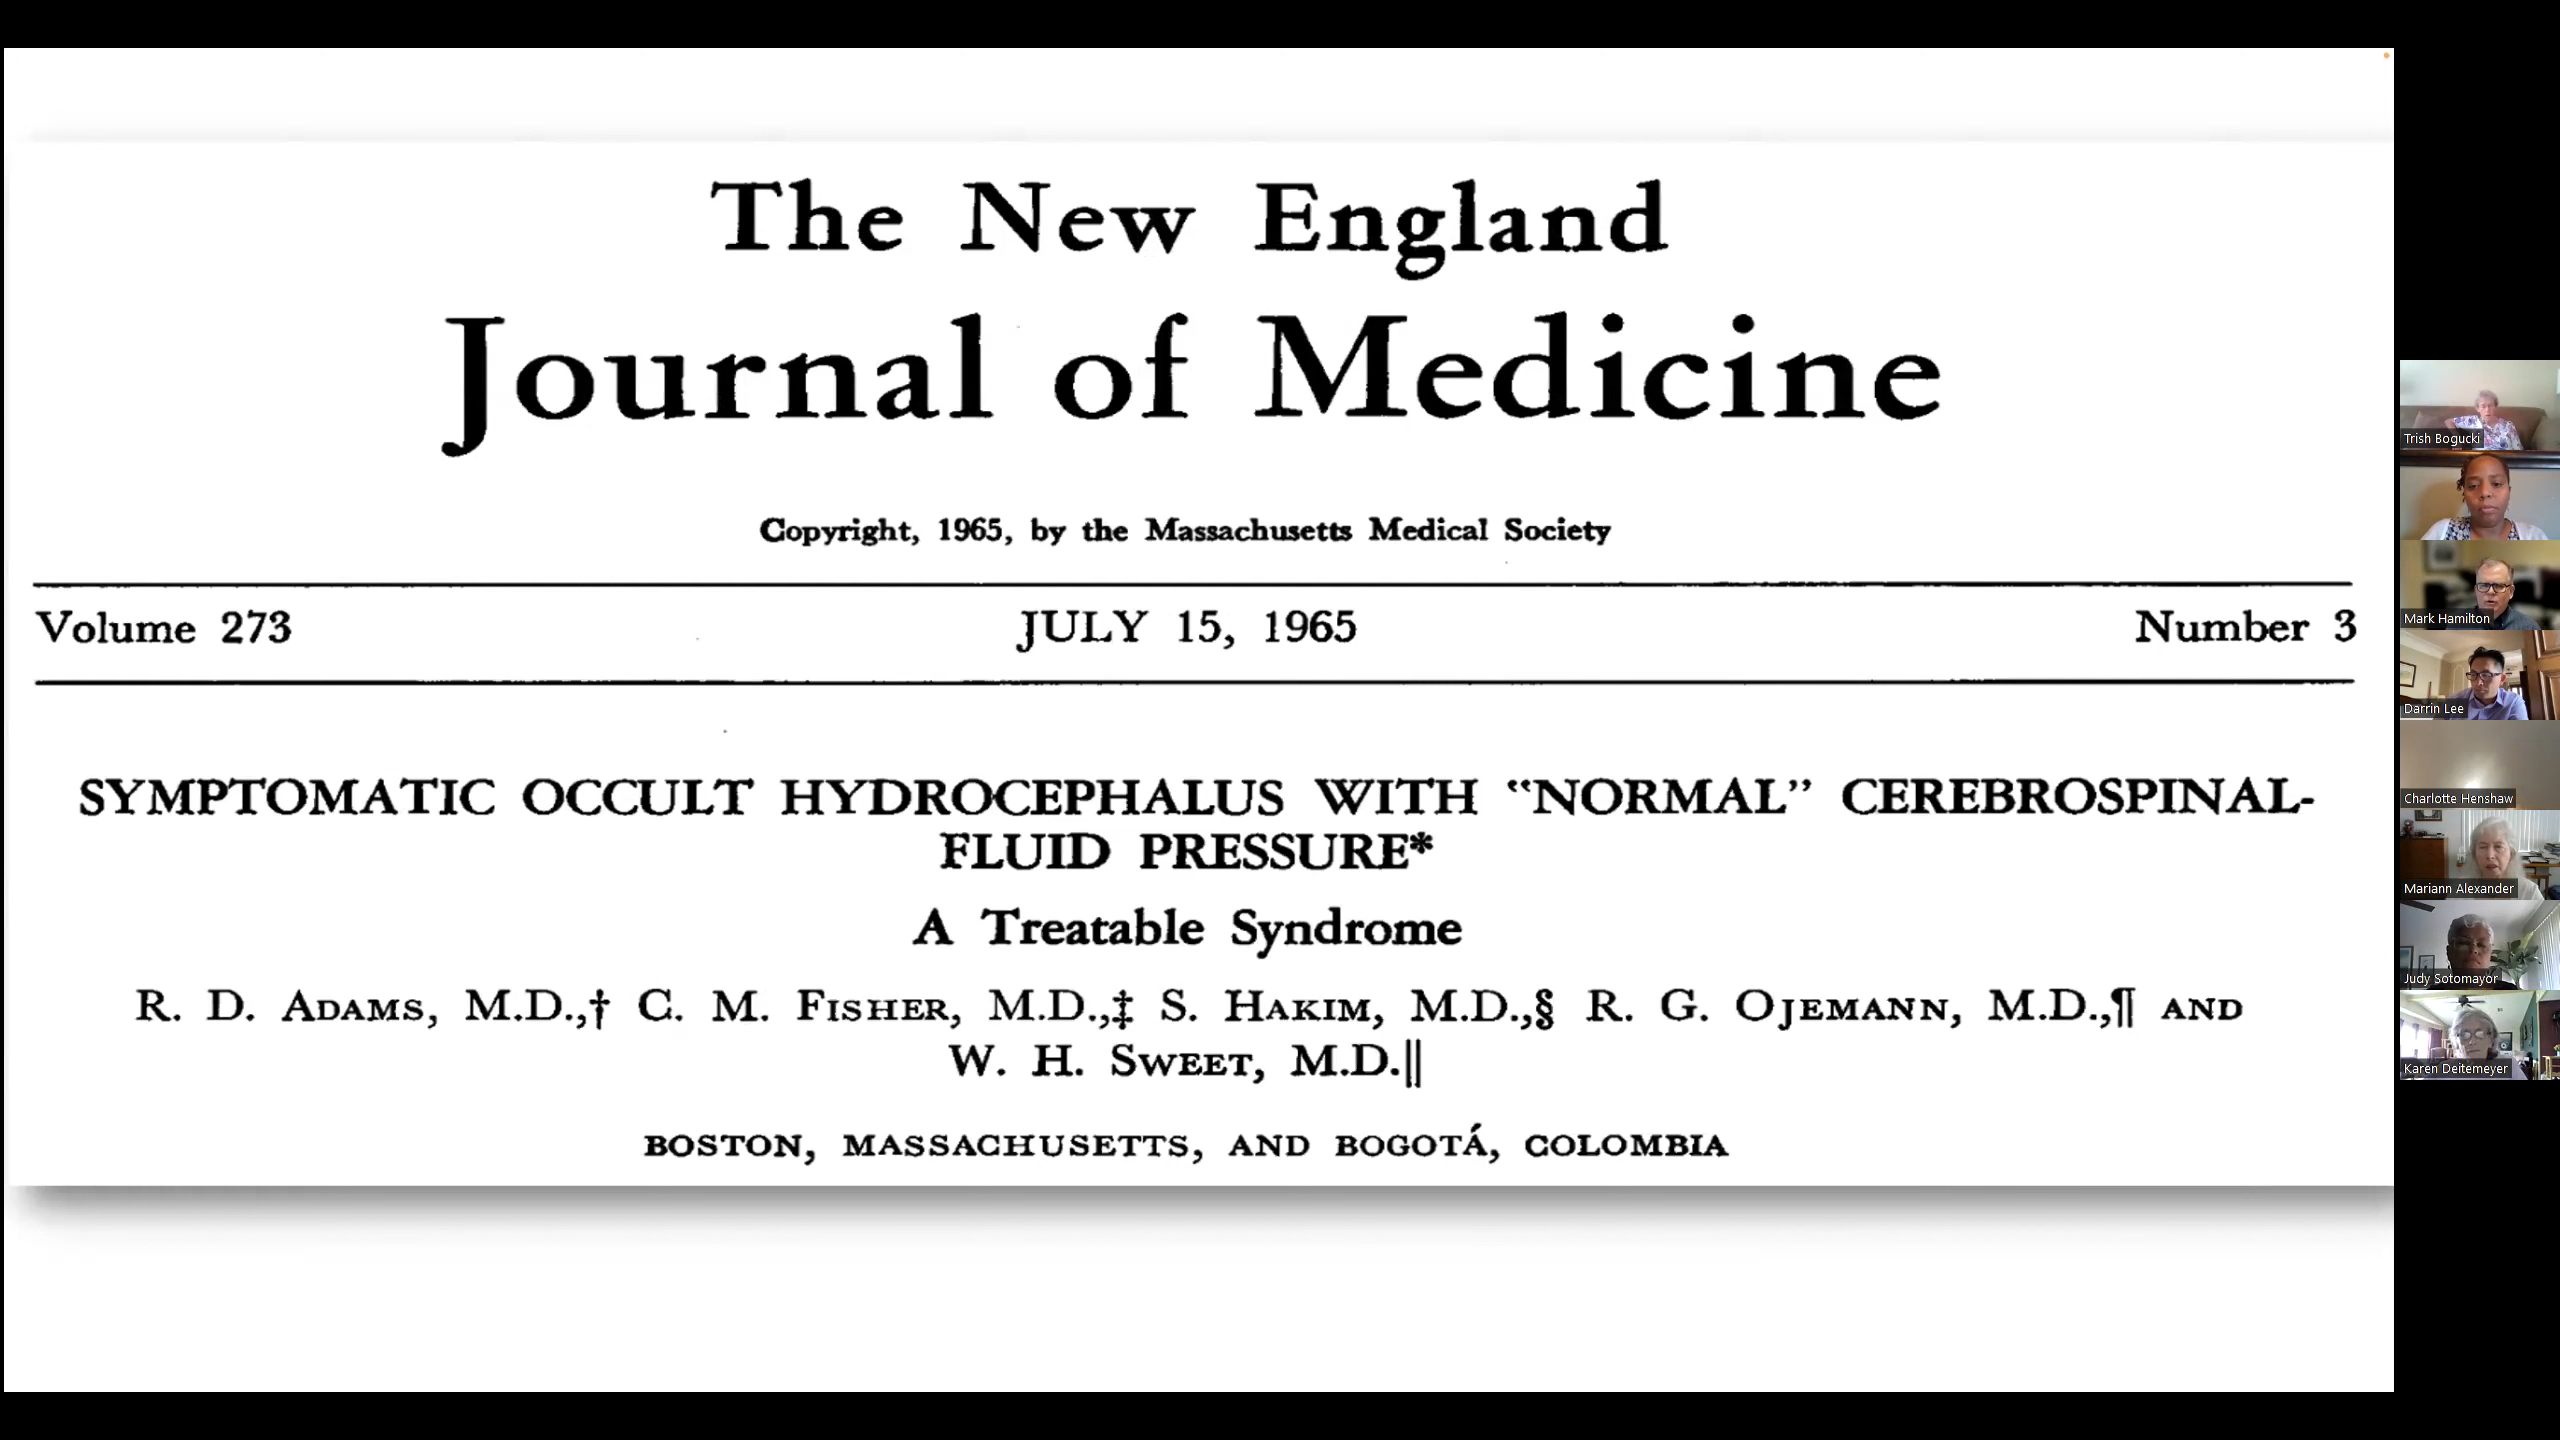 The New England
Journal of Medicine
Copyright, 1965, by the Massachusetts Medical Society
Volume 273 JULY 15, 1965 Number 3
SYMPTOMATIC OCCULT HYDROCEPHALUS WITH “NORMAL” CEREBROSPINAL-
FLUID PRESSURE*
A Treatable Syndrome
R. D. ADAMS, M.D.,† C. M. FISHER, M.D.,‡ S. HAKIM, M.D.,§ R. G. OJEMANN, M.D.,¶ AND
W. H. SWEET, M.D.‖
BOSTON, MASSACHUSETTS, AND BOGOTÁ, COLOMBIA
Trish Bogucki
Mark Hamilton
Darrin Lee
Charlotte Henshaw
Mariann Alexander
Judy Sotomayor
Karen Deitemeyer